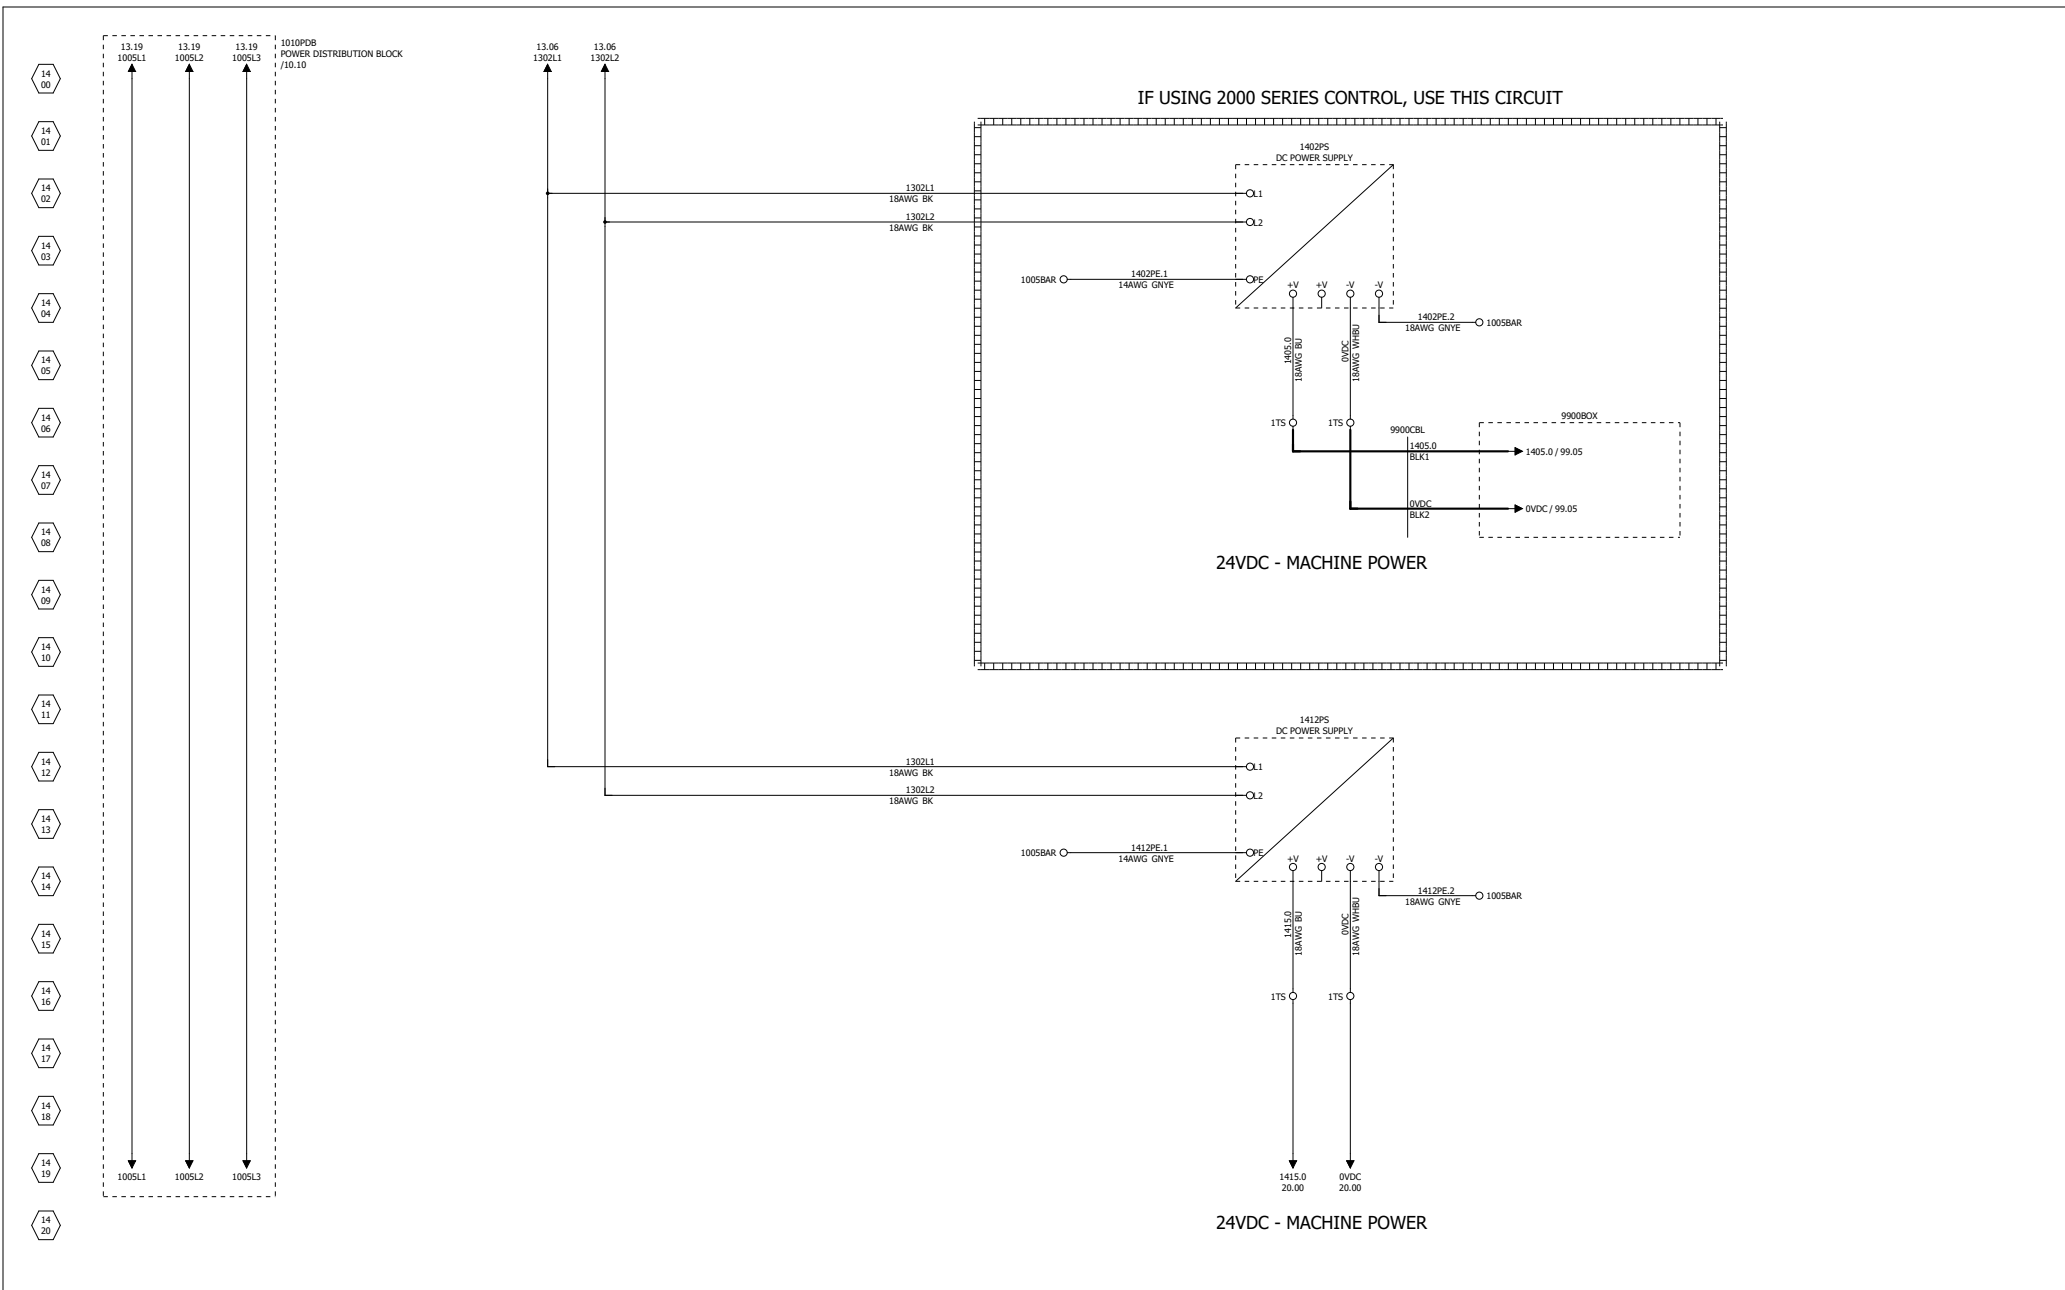 13.19
1005L1
13.19
1005L2
13.19
1005L3
1010PDB
POWER DISTRIBUTION BLOCK
/10.10
13.06
1302L1
13.06
1302L2
14
00
IF USING 2000 SERIES CONTROL, USE THIS CIRCUIT
14
01
1402PS
DC POWER SUPPLY
14
02
1302L1
18AWG BK
L1
1302L2
18AWG BK
L2
14
03
1005BAR
1402PE.1
14AWG GNYE
PE
+V
+V
-V
-V
14
04
1402PE.2
18AWG GNYE
1005BAR
1405.0
18AWG BU
0VDC
18AWG WHBU
14
05
14
06
1TS
1TS
9900CBL
9900BOX
1405.0
BLK1
1405.0 / 99.05
14
07
0VDC
BLK2
0VDC / 99.05
14
08
24VDC - MACHINE POWER
14
09
14
10
14
11
1412PS
DC POWER SUPPLY
14
12
1302L1
18AWG BK
L1
1302L2
18AWG BK
L2
14
13
1005BAR
1412PE.1
14AWG GNYE
PE
+V
+V
-V
-V
14
14
1412PE.2
18AWG GNYE
1005BAR
1415.0
18AWG BU
0VDC
18AWG WHBU
14
15
14
16
1TS
1TS
14
17
14
18
14
19
1005L1
1005L2
1005L3
1415.0
20.00
0VDC
20.00
14
20
24VDC - MACHINE POWER